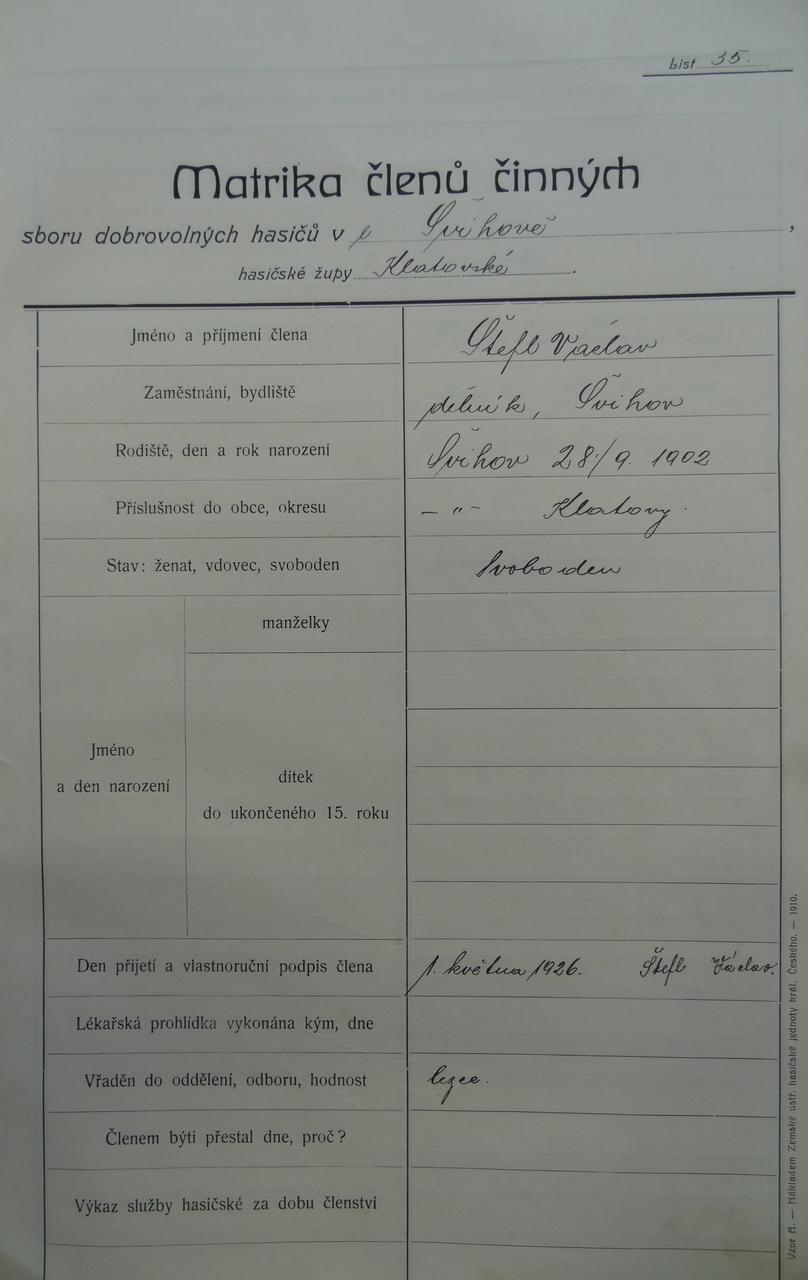 List 35.
Matrika členů činných
sboru dobrovolných hasičů v Švihově,
hasičské župy Klatovské.
Jméno a příjmení člena Štefl Václav
Zaměstnání, bydliště dělník, Švihov
Rodiště, den a rok narození Švihov 28/9. 1902
Příslušnost do obce, okresu — „ — Klatovy.
Stav: ženat, vdovec, svoboden svoboden
manželky
Jméno
a den narození
dítek
do ukončeného 15. roku
Den přijetí a vlastnoruční podpis člena 1. května 1926. Štefl Václav.
Lékařská prohlídka vykonána kým, dne
Vřaděn do oddělení, odboru, hodnost lezec.
Členem býti přestal dne, proč?
Výkaz služby hasičské za dobu členství
Vzor A. — Nákladem Zemské ústř. hasičské jednoty král. Českého. — 1910.